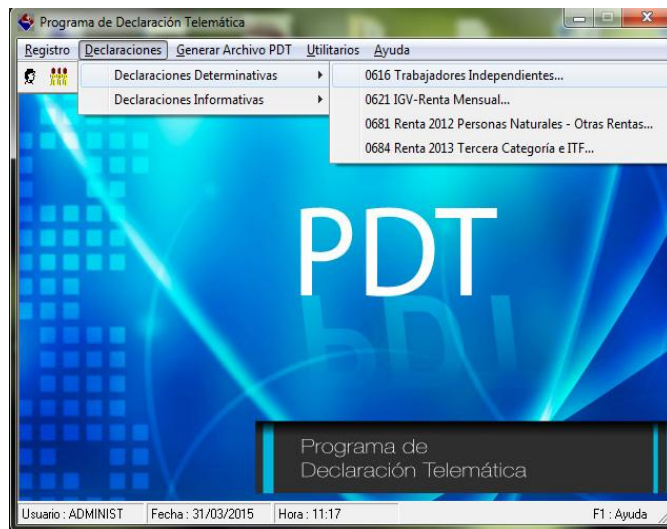 Programa de Declaración Telemática
Registro Declaraciones Generar Archivo PDT Utilitarios Ayuda
Declaraciones Determinativas
Declaraciones Informativas
0616 Trabajadores Independientes...
0621 IGV-Renta Mensual...
0681 Renta 2012 Personas Naturales - Otras Rentas...
0684 Renta 2013 Tercera Categoría e ITF...
PDT
Programa de
Declaración Telemática
Usuario : ADMINIST Fecha : 31/03/2015 Hora : 11:17 F1 : Ayuda